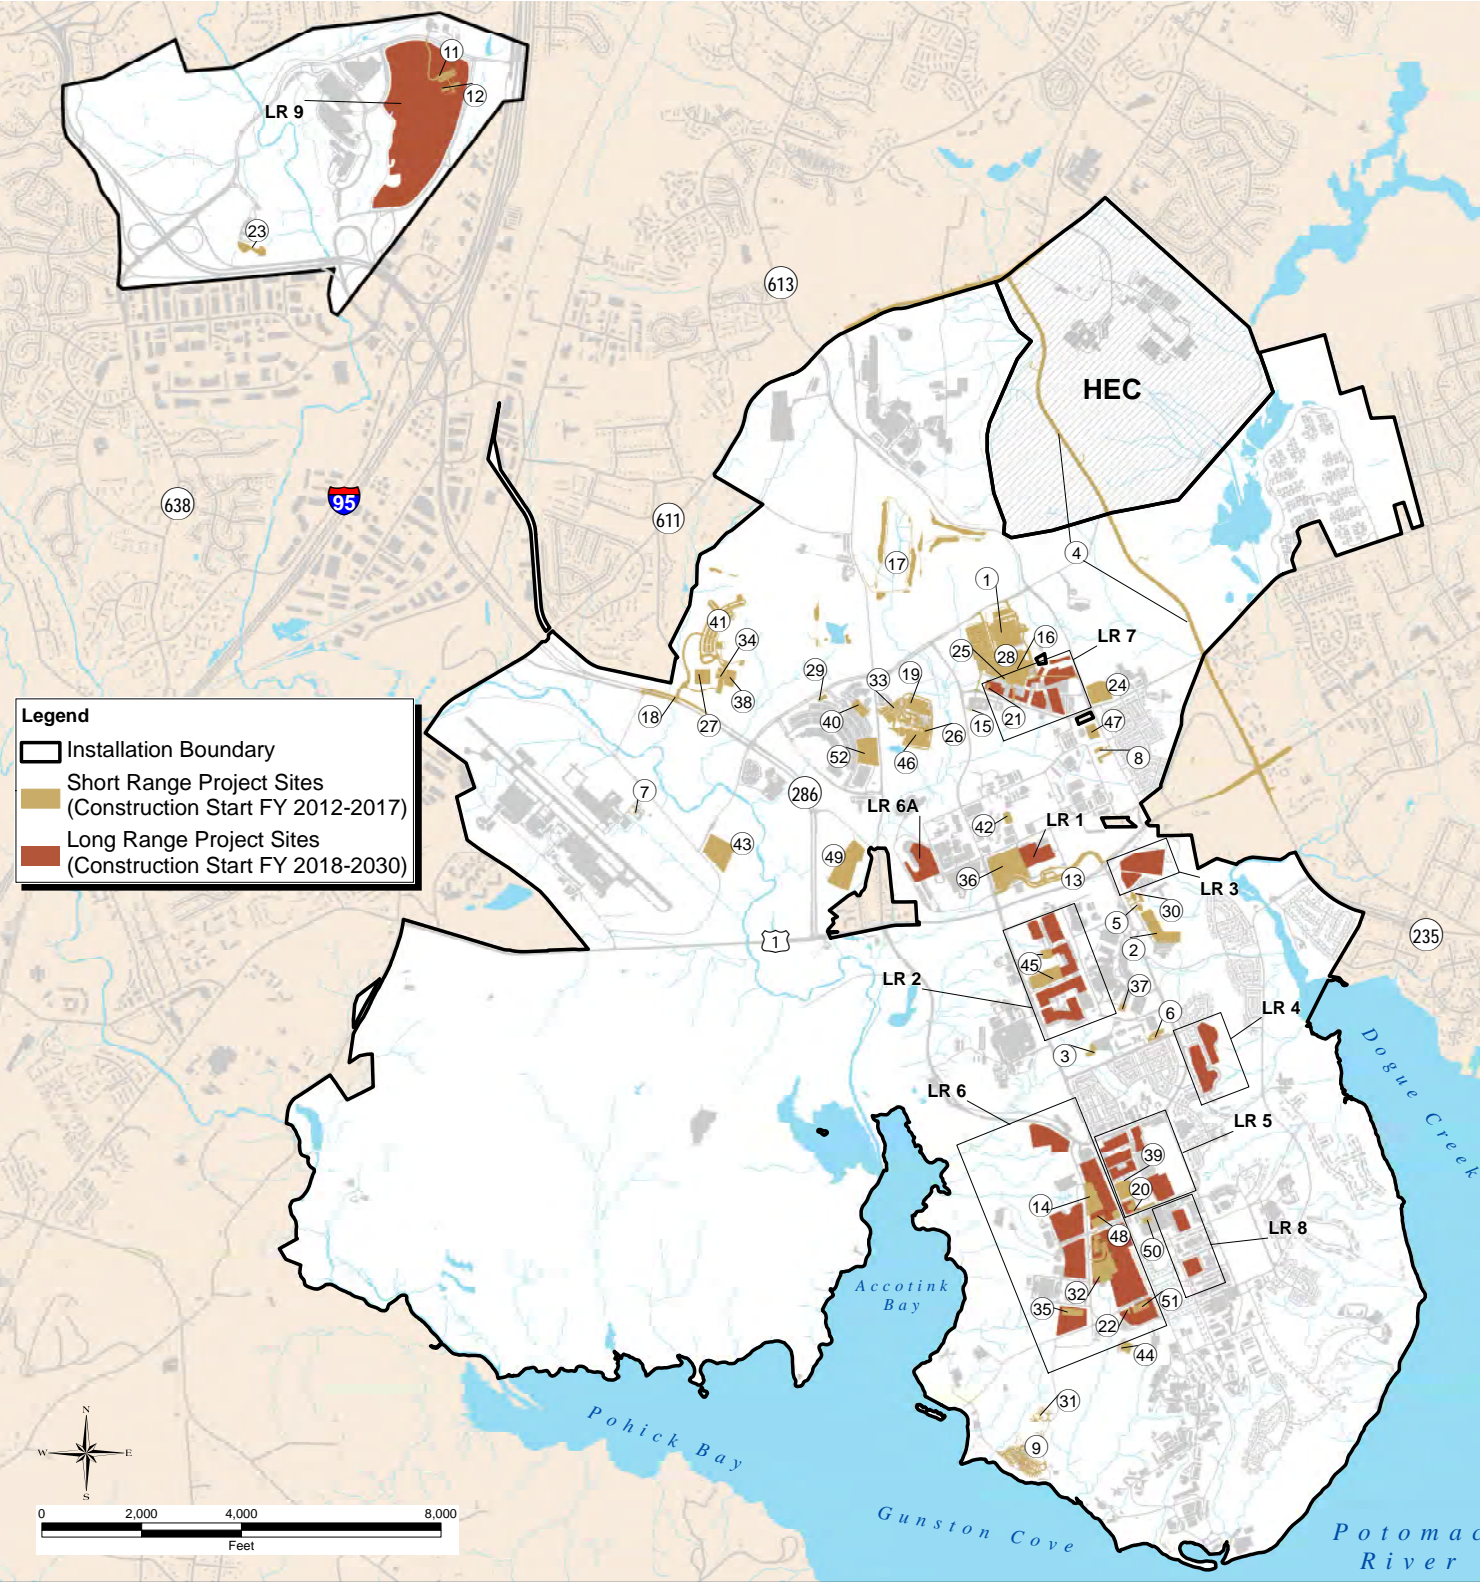 11
12
LR 9
23
613
HEC
638
95
611
4
17
1
16
LR 7
41
34
25
28
29
33
19
24
38
18
27
40
15
21
47
26
52
46
8
Legend
Installation Boundary
Short Range Project Sites
(Construction Start FY 2012-2017)
Long Range Project Sites
(Construction Start FY 2018-2030)
7
286
LR 6A
42
LR 1
43
49
36
13
LR 3
30
5
2
235
1
45
LR 2
37
6
LR 4
3
Dogue Creek
LR 6
LR 5
39
20
14
48
50
LR 8
Accotink
Bay
32
51
35
22
44
31
9
Pohick Bay
Gunston Cove
Potomac
River
N
W
E
S
0 2,000 4,000 8,000
Feet